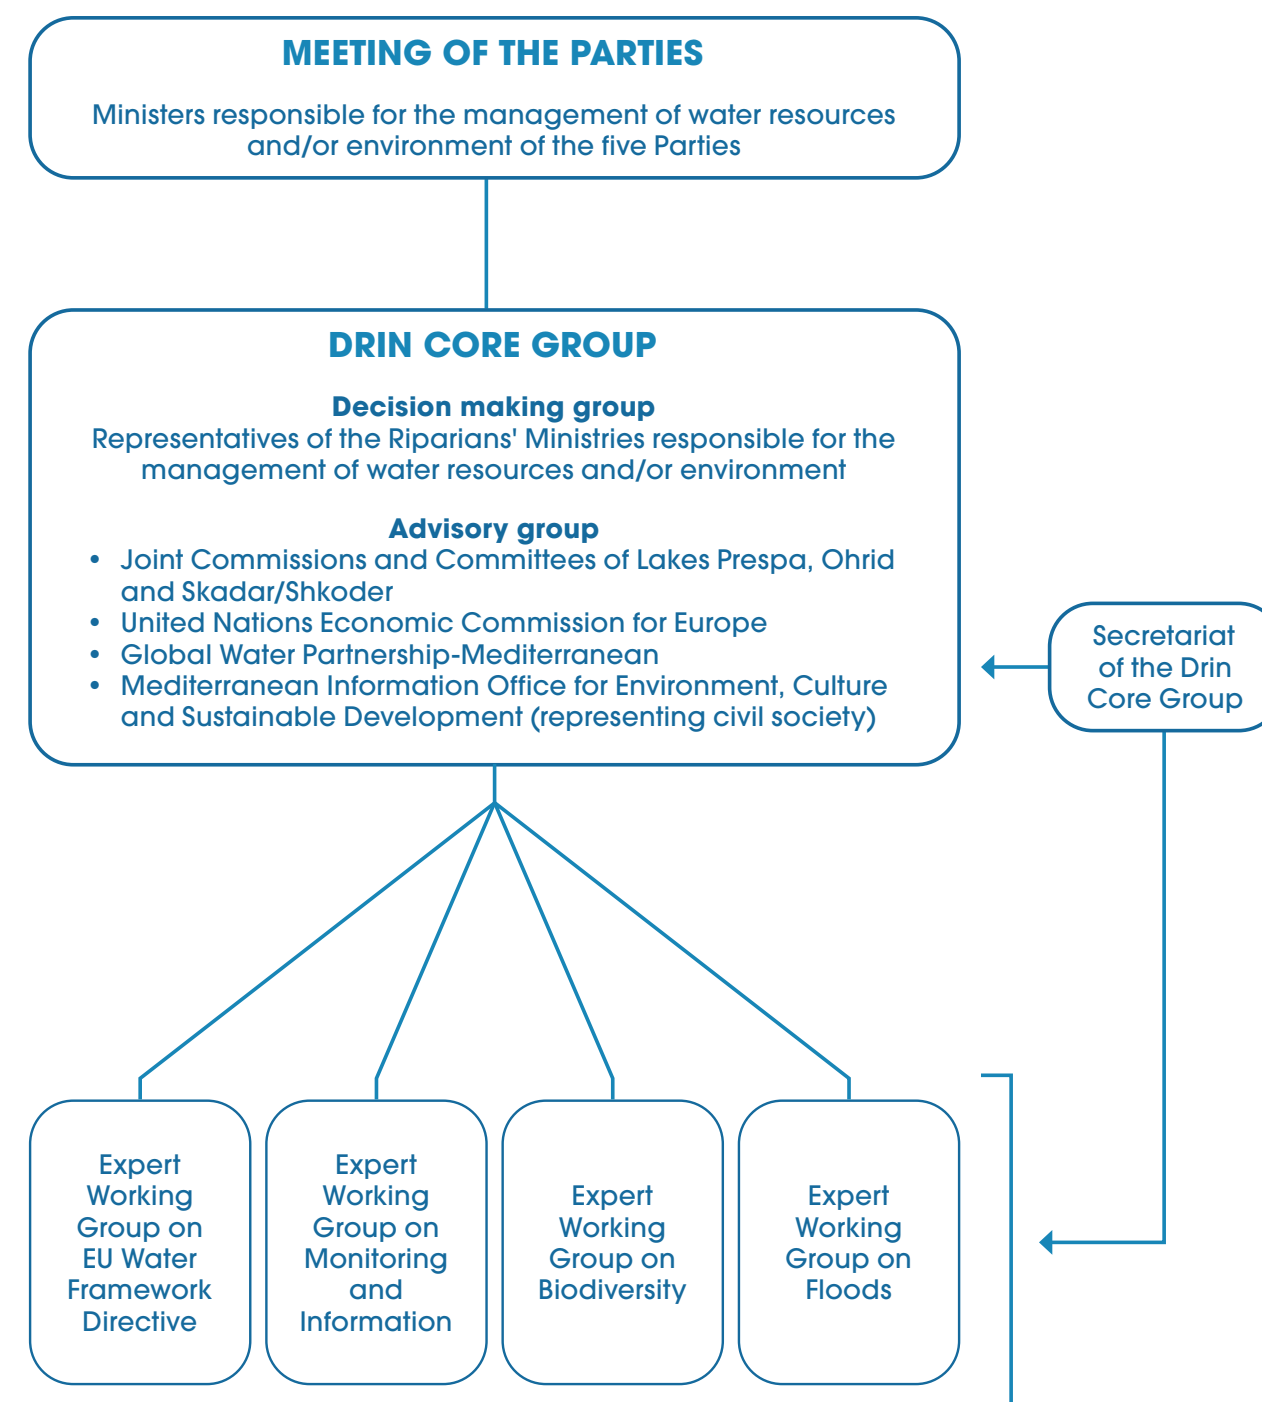 MEETING OF THE PARTIES
Ministers responsible for the management of water resources
and/or environment of the five Parties
DRIN CORE GROUP
Decision making group
Representatives of the Riparians' Ministries responsible for the
management of water resources and/or environment
Advisory group
• Joint Commissions and Committees of Lakes Prespa, Ohrid
and Skadar/Shkoder
• United Nations Economic Commission for Europe
• Global Water Partnership-Mediterranean
• Mediterranean Information Office for Environment, Culture
and Sustainable Development (representing civil society)
Secretariat
of the Drin
Core Group
Expert
Working
Group on
EU Water
Framework
Directive
Expert
Working
Group on
Monitoring
and
Information
Expert
Working
Group on
Biodiversity
Expert
Working
Group on
Floods